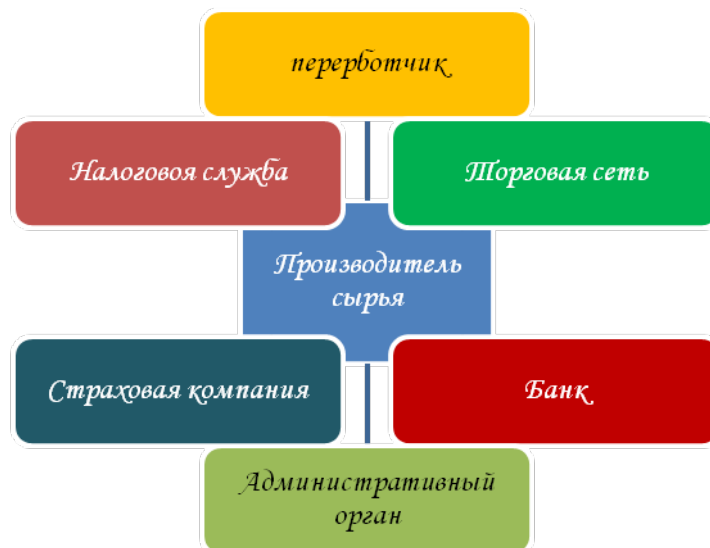 перерботчик
Налоговоя служба
Торговая сеть
Производитель
сырья
Страховая компания
Банк
Административный
орган